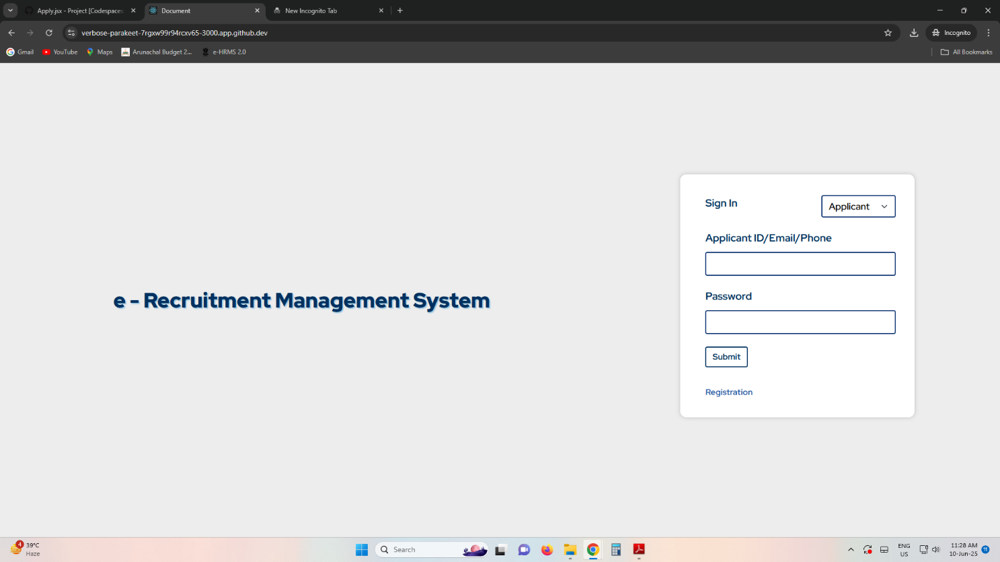 Apply.jsx - Project [Codespaces
Document
New Incognito Tab
verbose-parakeet-7rgxw99r94rcxv65-3000.app.github.dev
Incognito
Gmail
YouTube
Maps
Arunachal Budget 2...
e-HRMS 2.0
All Bookmarks
e - Recruitment Management System
Sign In
Applicant
Applicant ID/Email/Phone
Password
Submit
Registration
4
39°C
Haze
Search
ENG
US
11:28 AM
10-Jun-25
11